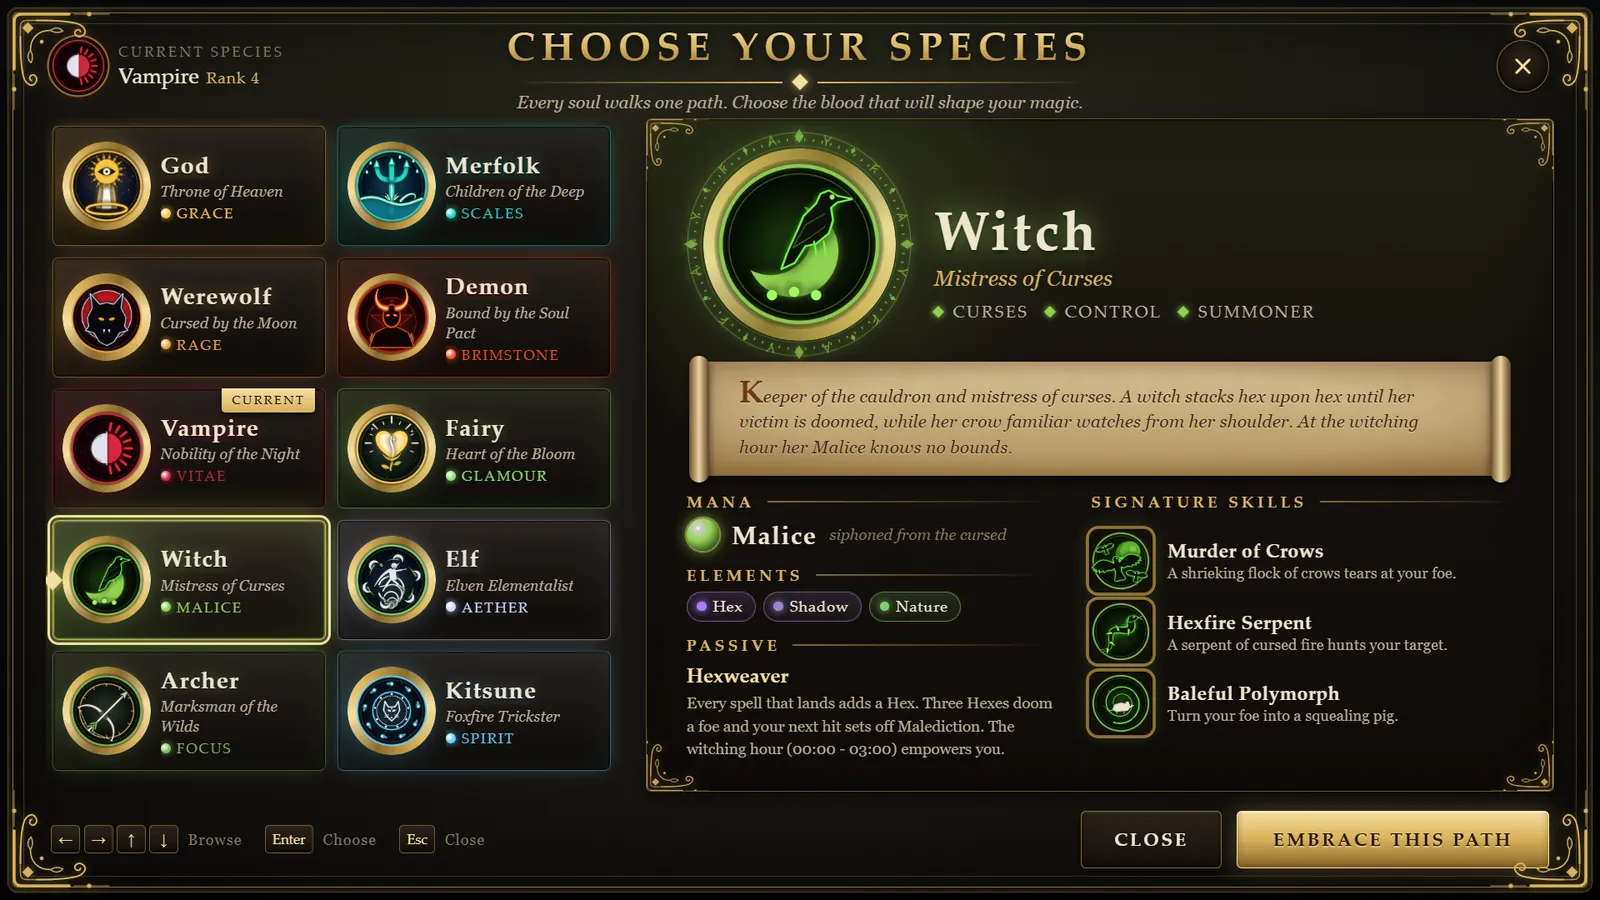 CURRENT SPECIES
Vampire Rank 4
CHOOSE YOUR SPECIES
Every soul walks one path. Choose the blood that will shape your magic.
God
Throne of Heaven
GRACE
Merfolk
Children of the Deep
SCALES
Werewolf
Cursed by the Moon
RAGE
Demon
Bound by the Soul
Pact
BRIMSTONE
CURRENT
Vampire
Nobility of the Night
VITAE
Fairy
Heart of the Bloom
GLAMOUR
Witch
Mistress of Curses
MALICE
Elf
Elven Elementalist
AETHER
Archer
Marksman of the
Wilds
FOCUS
Kitsune
Foxfire Trickster
SPIRIT
Witch
Mistress of Curses
CURSES CONTROL SUMMONER
Keeper of the cauldron and mistress of curses. A witch stacks hex upon hex until her
victim is doomed, while her crow familiar watches from her shoulder. At the witching
hour her Malice knows no bounds.
MANA
Malice siphoned from the cursed
ELEMENTS
Hex Shadow Nature
PASSIVE
Hexweaver
Every spell that lands adds a Hex. Three Hexes doom
a foe and your next hit sets off Malediction. The
witching hour (00:00 - 03:00) empowers you.
SIGNATURE SKILLS
Murder of Crows
A shrieking flock of crows tears at your foe.
Hexfire Serpent
A serpent of cursed fire hunts your target.
Baleful Polymorph
Turn your foe into a squealing pig.
← → ↑ ↓ Browse Enter Choose Esc Close
CLOSE
EMBRACE THIS PATH